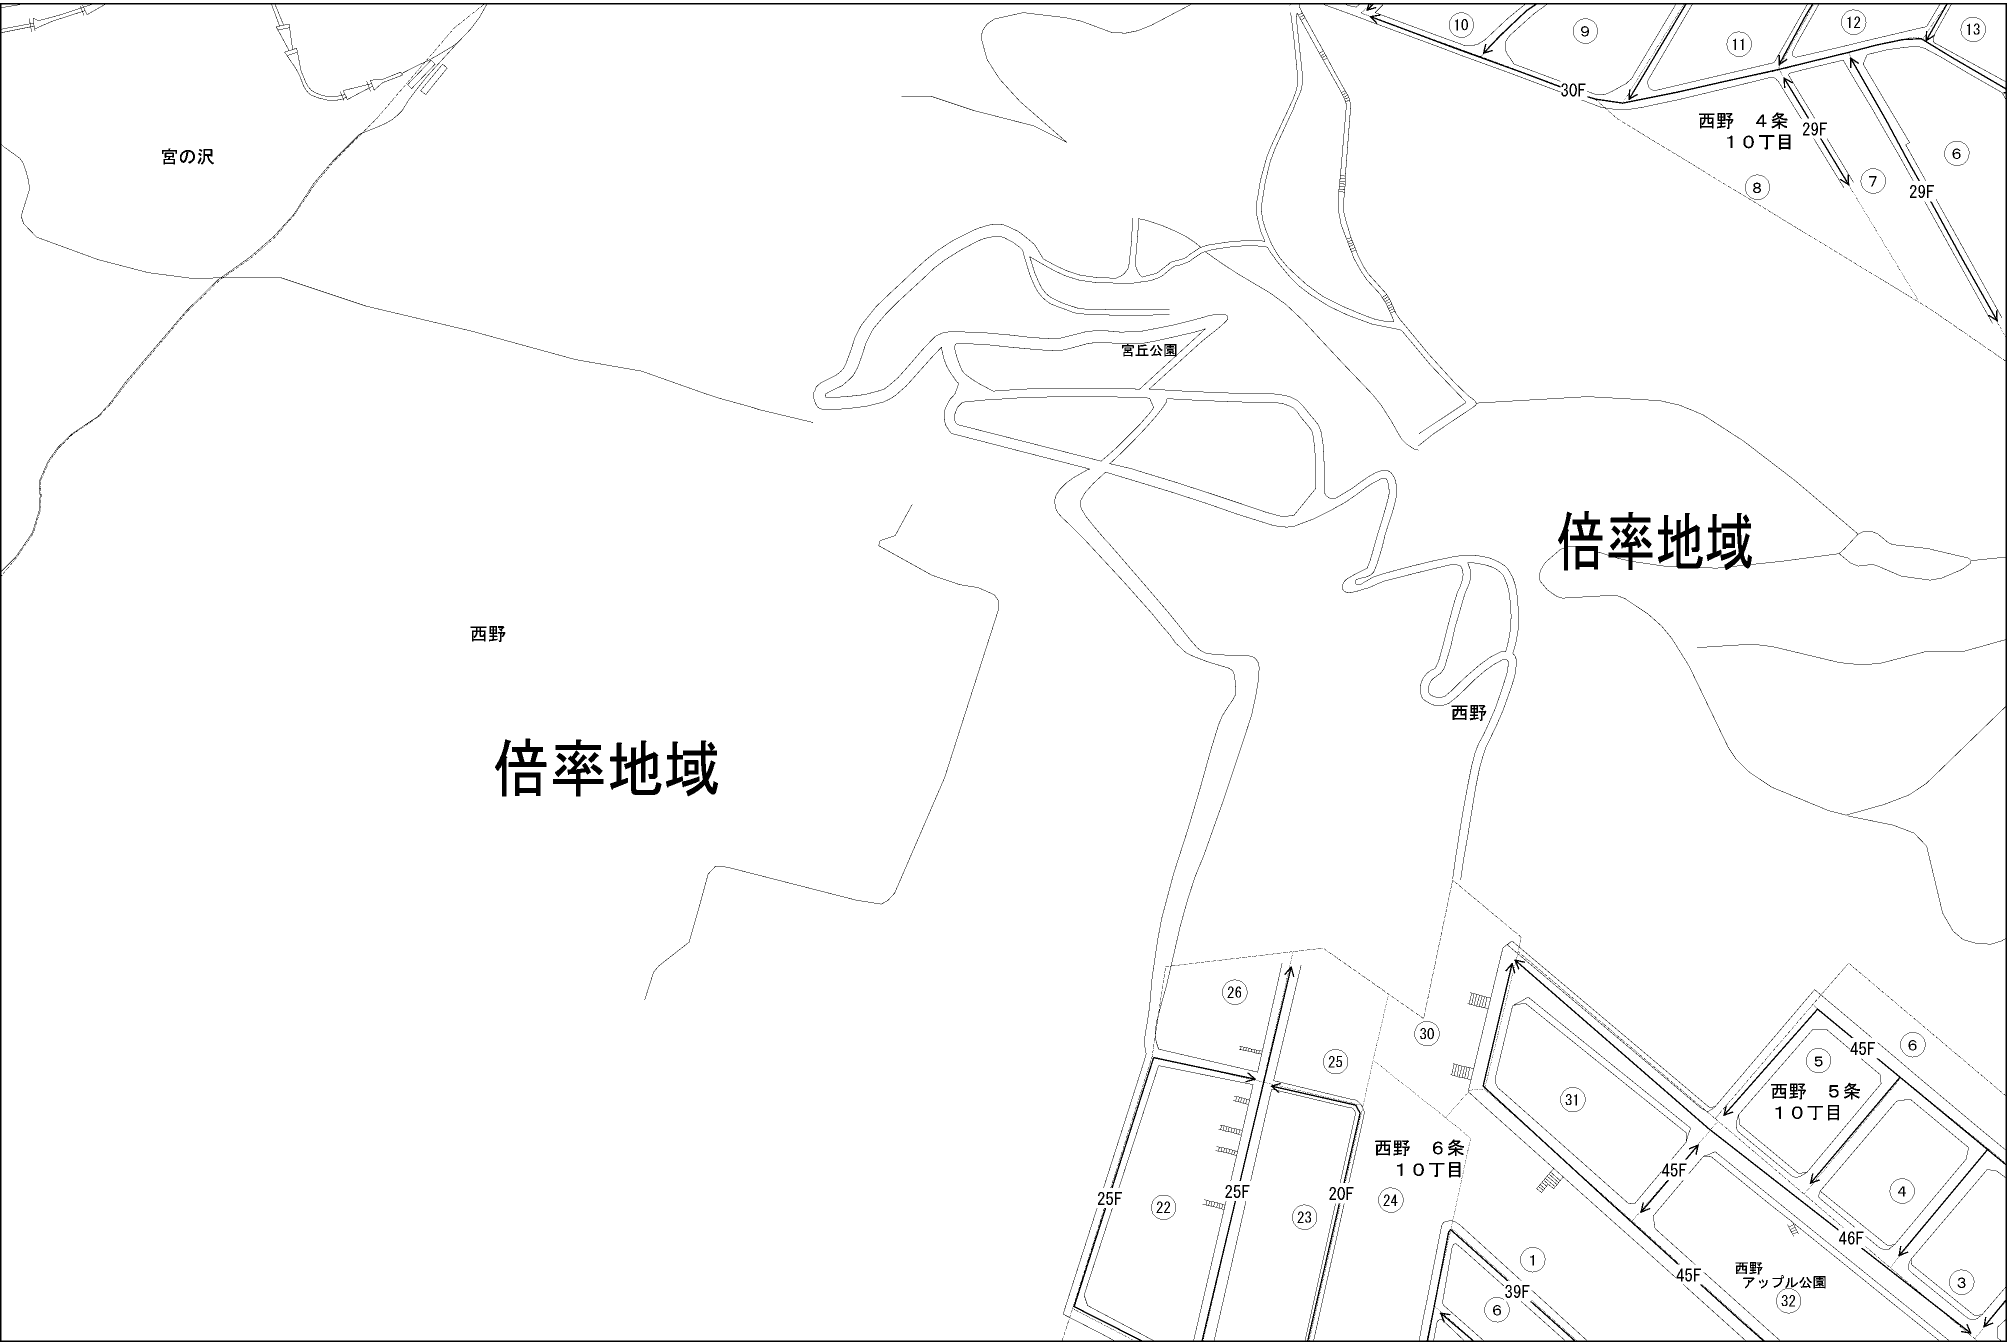 10
9
11
12
13
30F
西野　４条
１０丁目
29F
29F
6
7
8
宮の沢
宮丘公園
倍率地域
西野
西野
倍率地域
26
25
30
31
5
45F
6
西野　５条
１０丁目
西野　６条
１０丁目
45F
4
25F
22
25F
23
20F
24
46F
1
45F
西野
アップル公園
32
3
39F
6